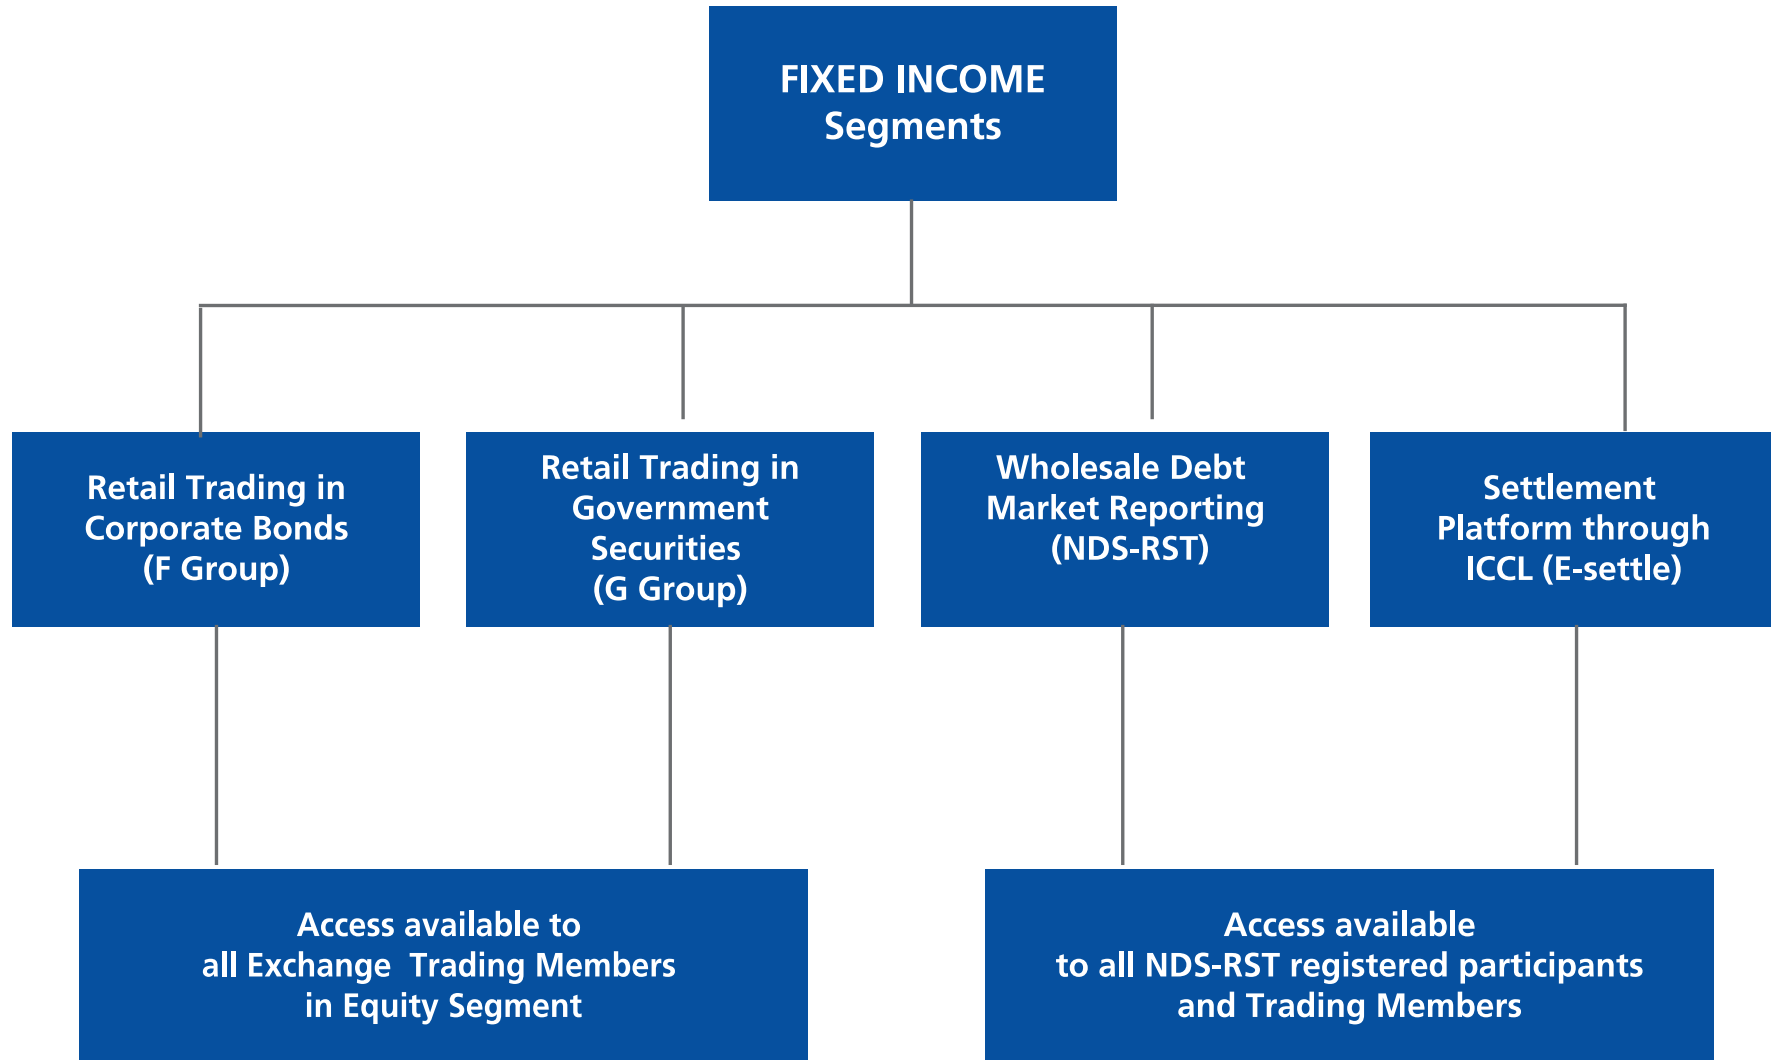 FIXED INCOME
Segments
Retail Trading in
Corporate Bonds
(F Group)
Retail Trading in
Government
Securities
(G Group)
Wholesale Debt
Market Reporting
(NDS-RST)
Settlement
Platform through
ICCL (E-settle)
Access available to
all Exchange Trading Members
in Equity Segment
Access available
to all NDS-RST registered participants
and Trading Members